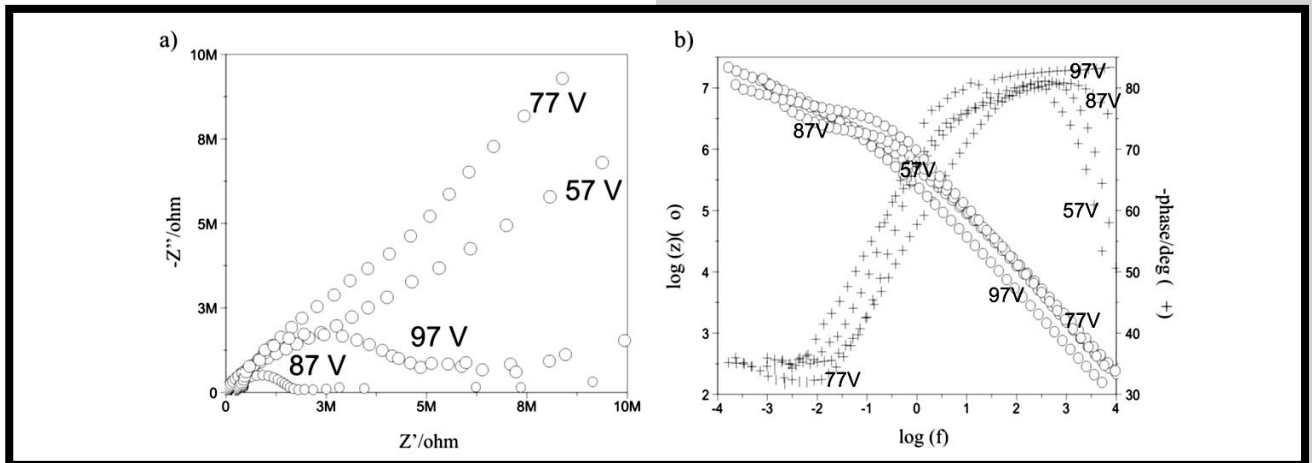 a)
10M
8M
5M
3M
0
-Z’’/ohm
77 V
57 V
97 V
87 V
0
3M
5M
8M
10M
Z’/ohm
b)
7
6
5
4
3
2
log (z)( o)
97V
87V
87V
57V
57V
97V
77V
77V
80
70
60
50
40
30
-phase/deg ( +)
-4
-3
-2
-1
0
1
2
3
4
log (f)